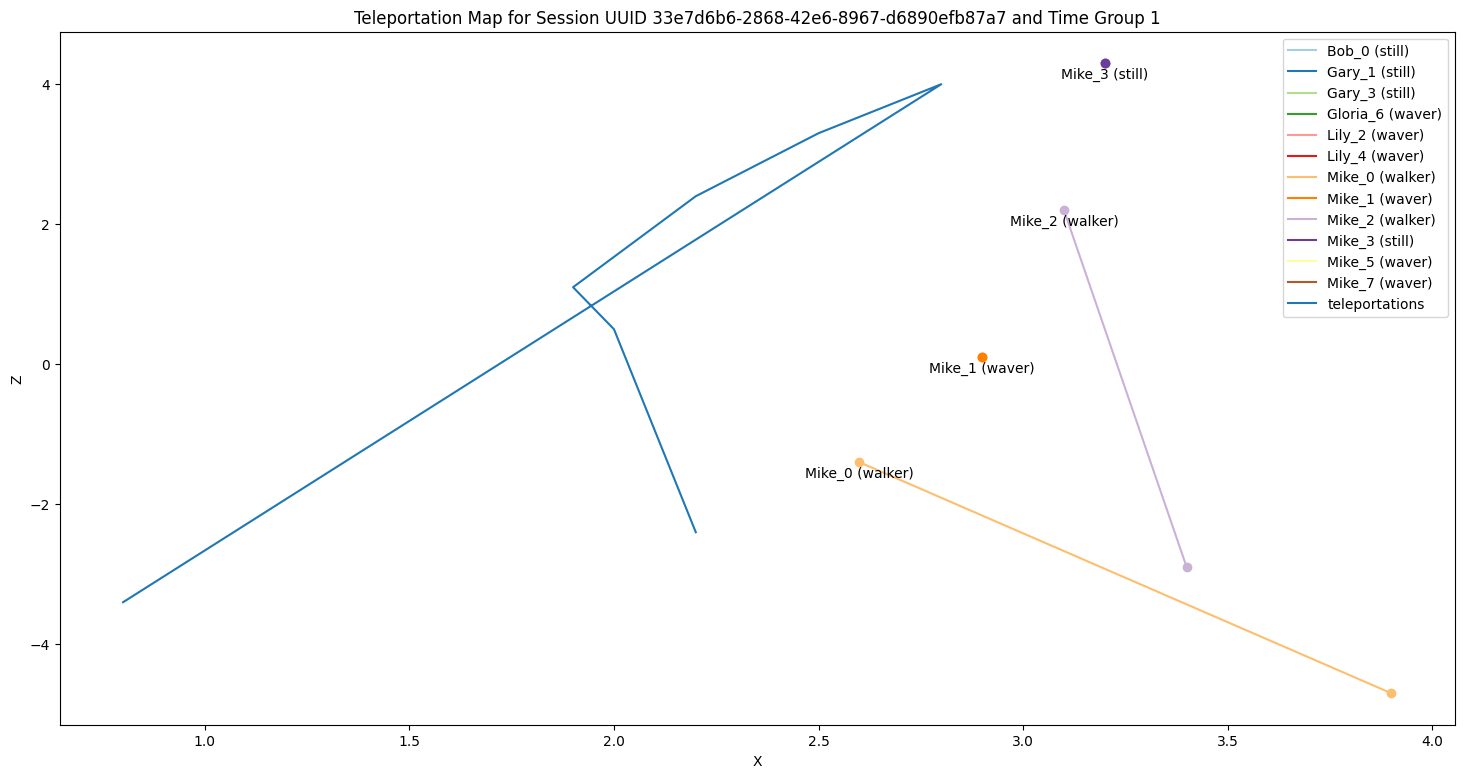 Teleportation Map for Session UUID 33e7d6b6-2868-42e6-8967-d6890efb87a7 and Time Group 1
Bob_0 (still)
Gary_1 (still)
Gary_3 (still)
Gloria_6 (waver)
Lily_2 (waver)
Lily_4 (waver)
Mike_0 (walker)
Mike_1 (waver)
Mike_2 (walker)
Mike_3 (still)
Mike_5 (waver)
Mike_7 (waver)
teleportations
Mike_3 (still)
Mike_2 (walker)
Mike_1 (waver)
Mike_0 (walker)
Z
4
2
0
−2
−4
1.0 1.5 2.0 2.5 3.0 3.5 4.0
X